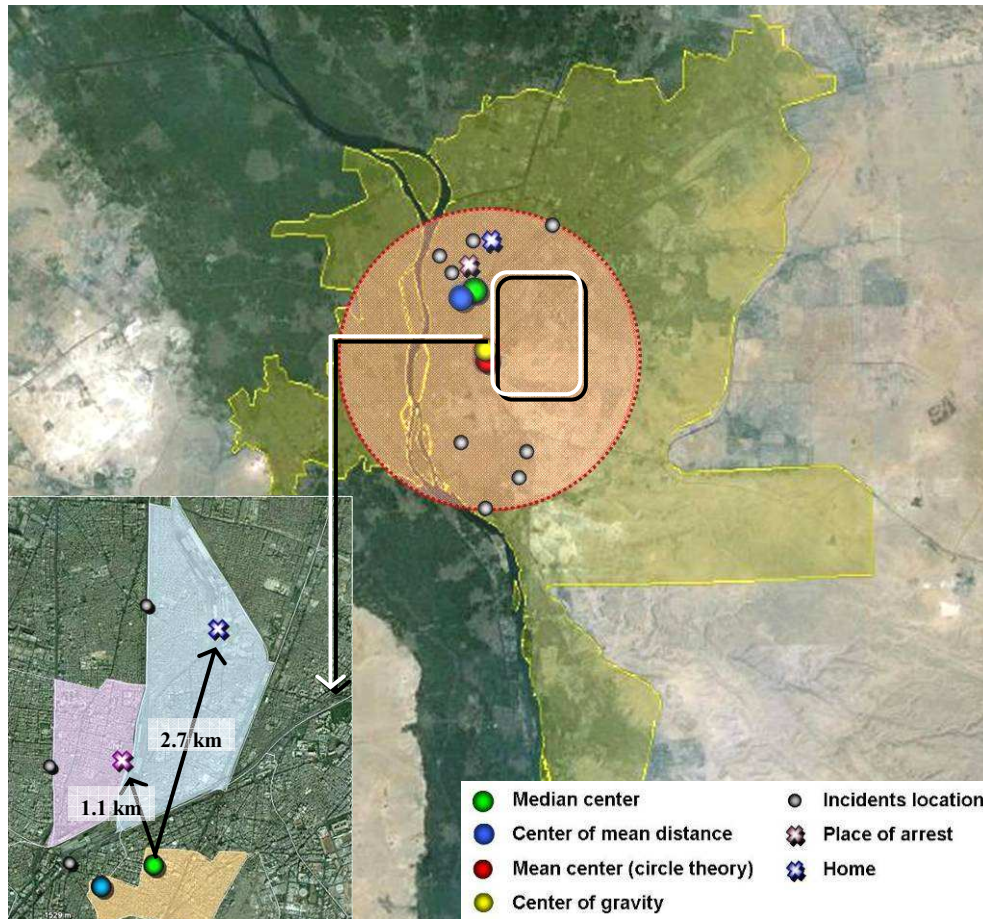 2.7 km
1.1 km
1529 m
Median center
Center of mean distance
Mean center (circle theory)
Center of gravity
Incidents location
Place of arrest
Home